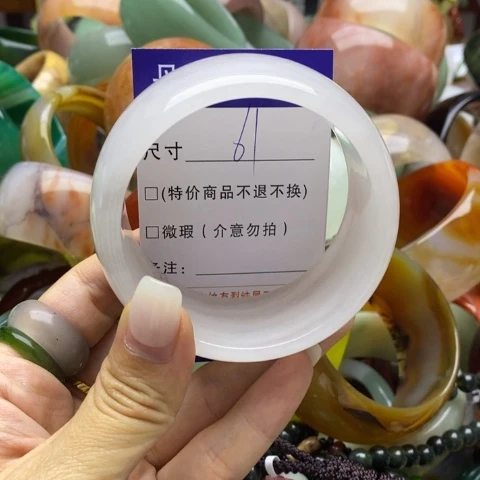 尺寸 61
□(特价商品不退不换)
□微瑕(介意勿拍)
注: